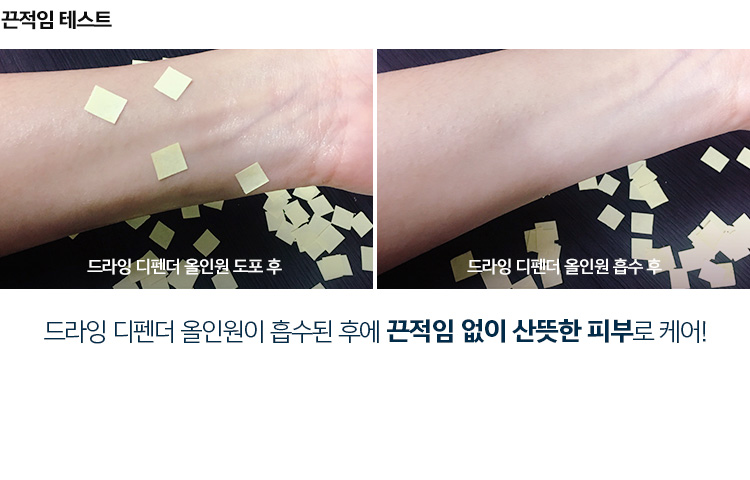 끈적임 테스트
드라잉 디펜더 올인원 도포 후
드라잉 디펜더 올인원 흡수 후
드라잉 디펜더 올인원이 흡수된 후에 끈적임 없이 산뜻한 피부로 케어!